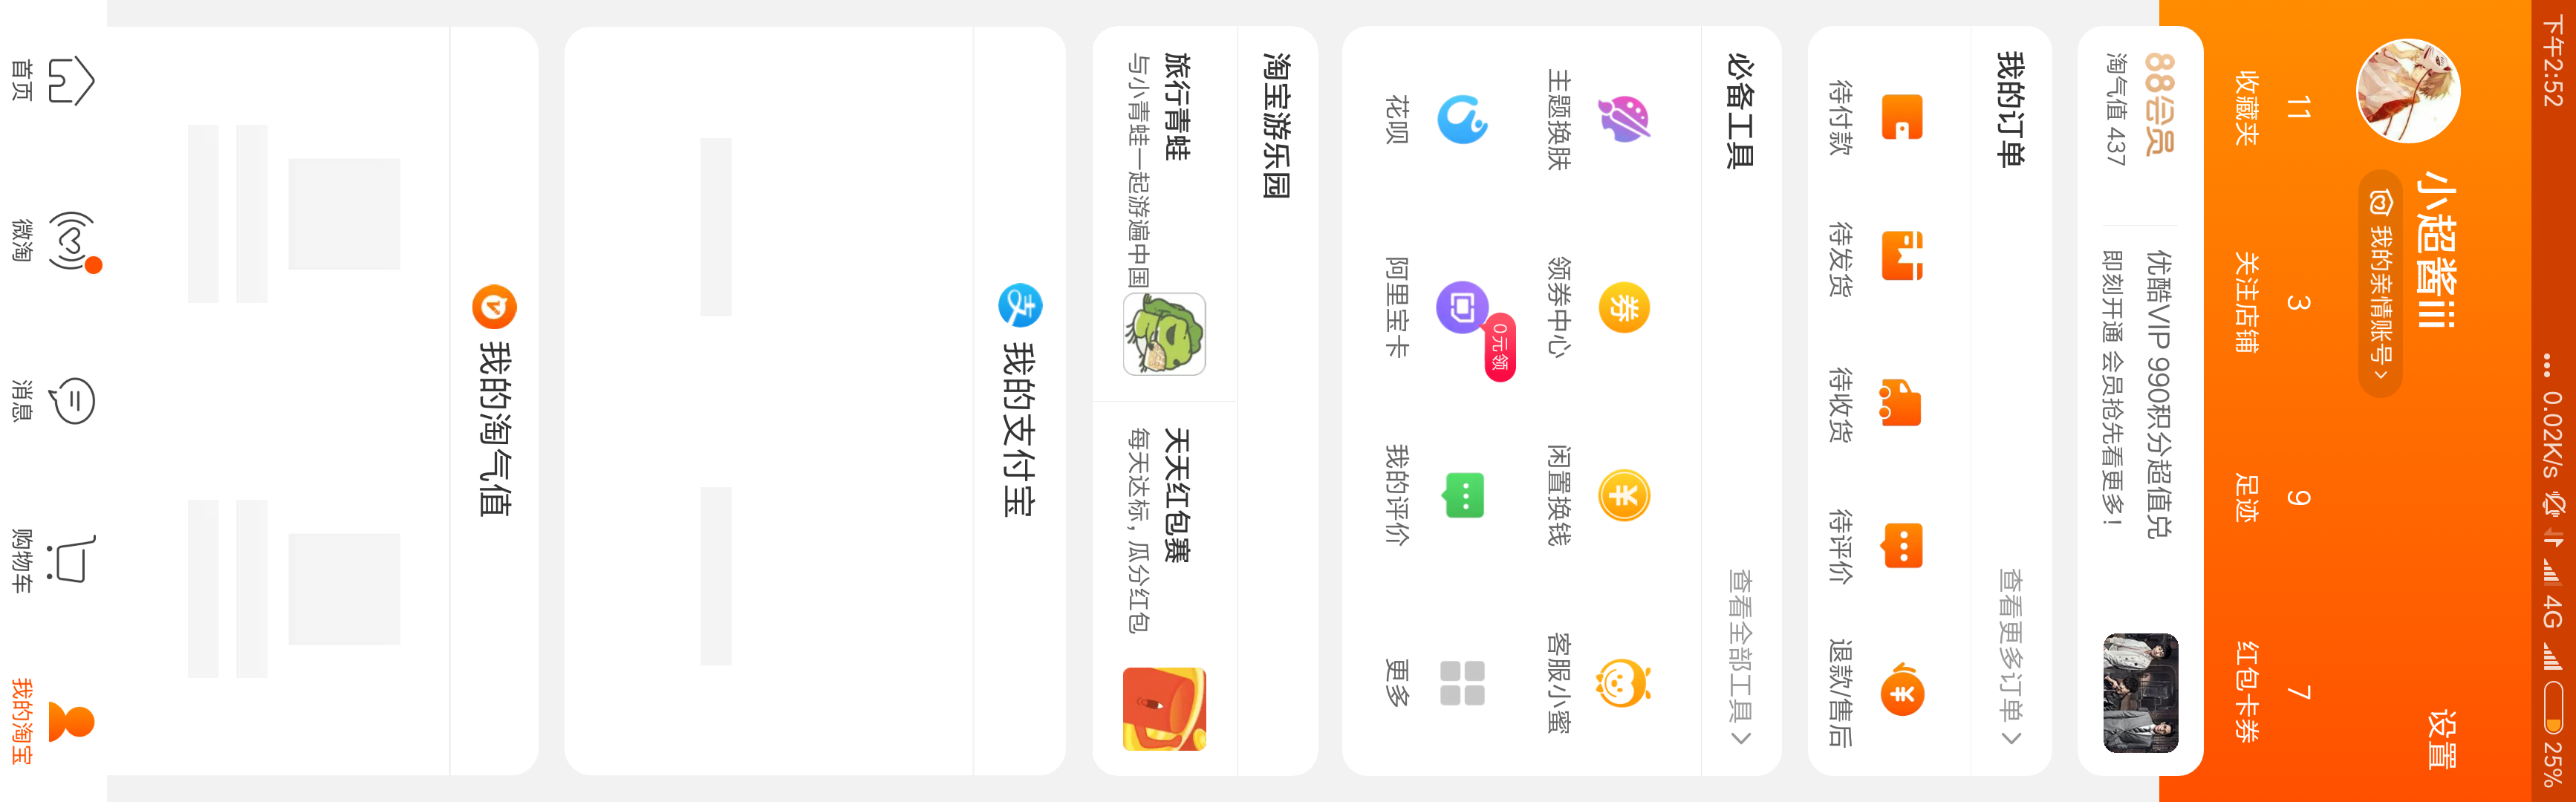 下午2:52 ... 0.02K/s 4G 25%
小超酱iii
设置
我的亲情账号 >
11 3 9 7
收藏夹 关注店铺 足迹 红包卡券
88会员
淘气值 437
优酷VIP 990积分超值兑
即刻开通 会员抢先看更多！
我的订单 查看更多订单 >
待付款 待发货 待收货 待评价 退款/售后
必备工具 查看全部工具 >
券
主题换肤 领券中心 闲置换钱 客服小蜜
0元领
花呗 阿里宝卡 我的评价 更多
淘宝游乐园
旅行青蛙 天天红包赛
与小青蛙一起游遍中国 每天达标，瓜分红包
支 我的支付宝
我的淘气值
首页 微淘 消息 购物车 我的淘宝